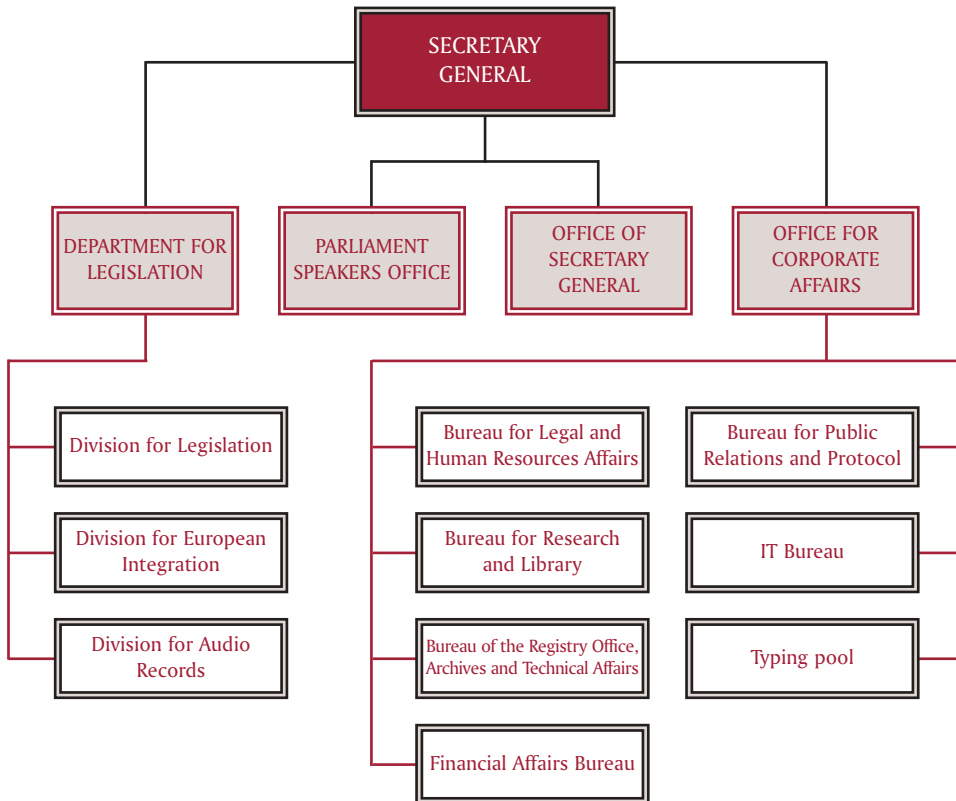 SECRETARY
GENERAL
DEPARTMENT FOR
LEGISLATION
PARLIAMENT
SPEAKERS OFFICE
OFFICE OF
SECRETARY
GENERAL
OFFICE FOR
CORPORATE
AFFAIRS
Division for Legislation
Division for European
Integration
Division for Audio
Records
Bureau for Legal and
Human Resources Affairs
Bureau for Research
and Library
Bureau of the Registry Office,
Archives and Technical Affairs
Financial Affairs Bureau
Bureau for Public
Relations and Protocol
IT Bureau
Typing pool